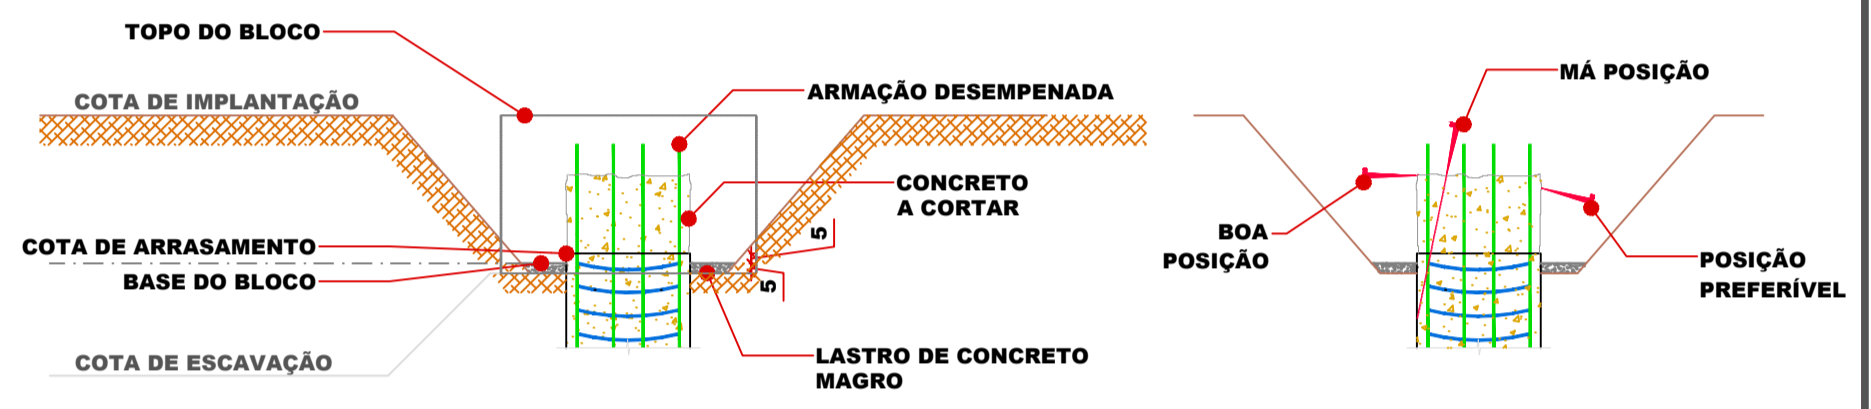 TOPO DO BLOCO
COTA DE IMPLANTAÇÃO
ARMAÇÃO DESEMPENADA
CONCRETO
A CORTAR
5
COTA DE ARRASAMENTO
BASE DO BLOCO
5
COTA DE ESCAVAÇÃO
LASTRO DE CONCRETO
MAGRO
MÁ POSIÇÃO
BOA
POSIÇÃO
POSIÇÃO
PREFERÍVEL